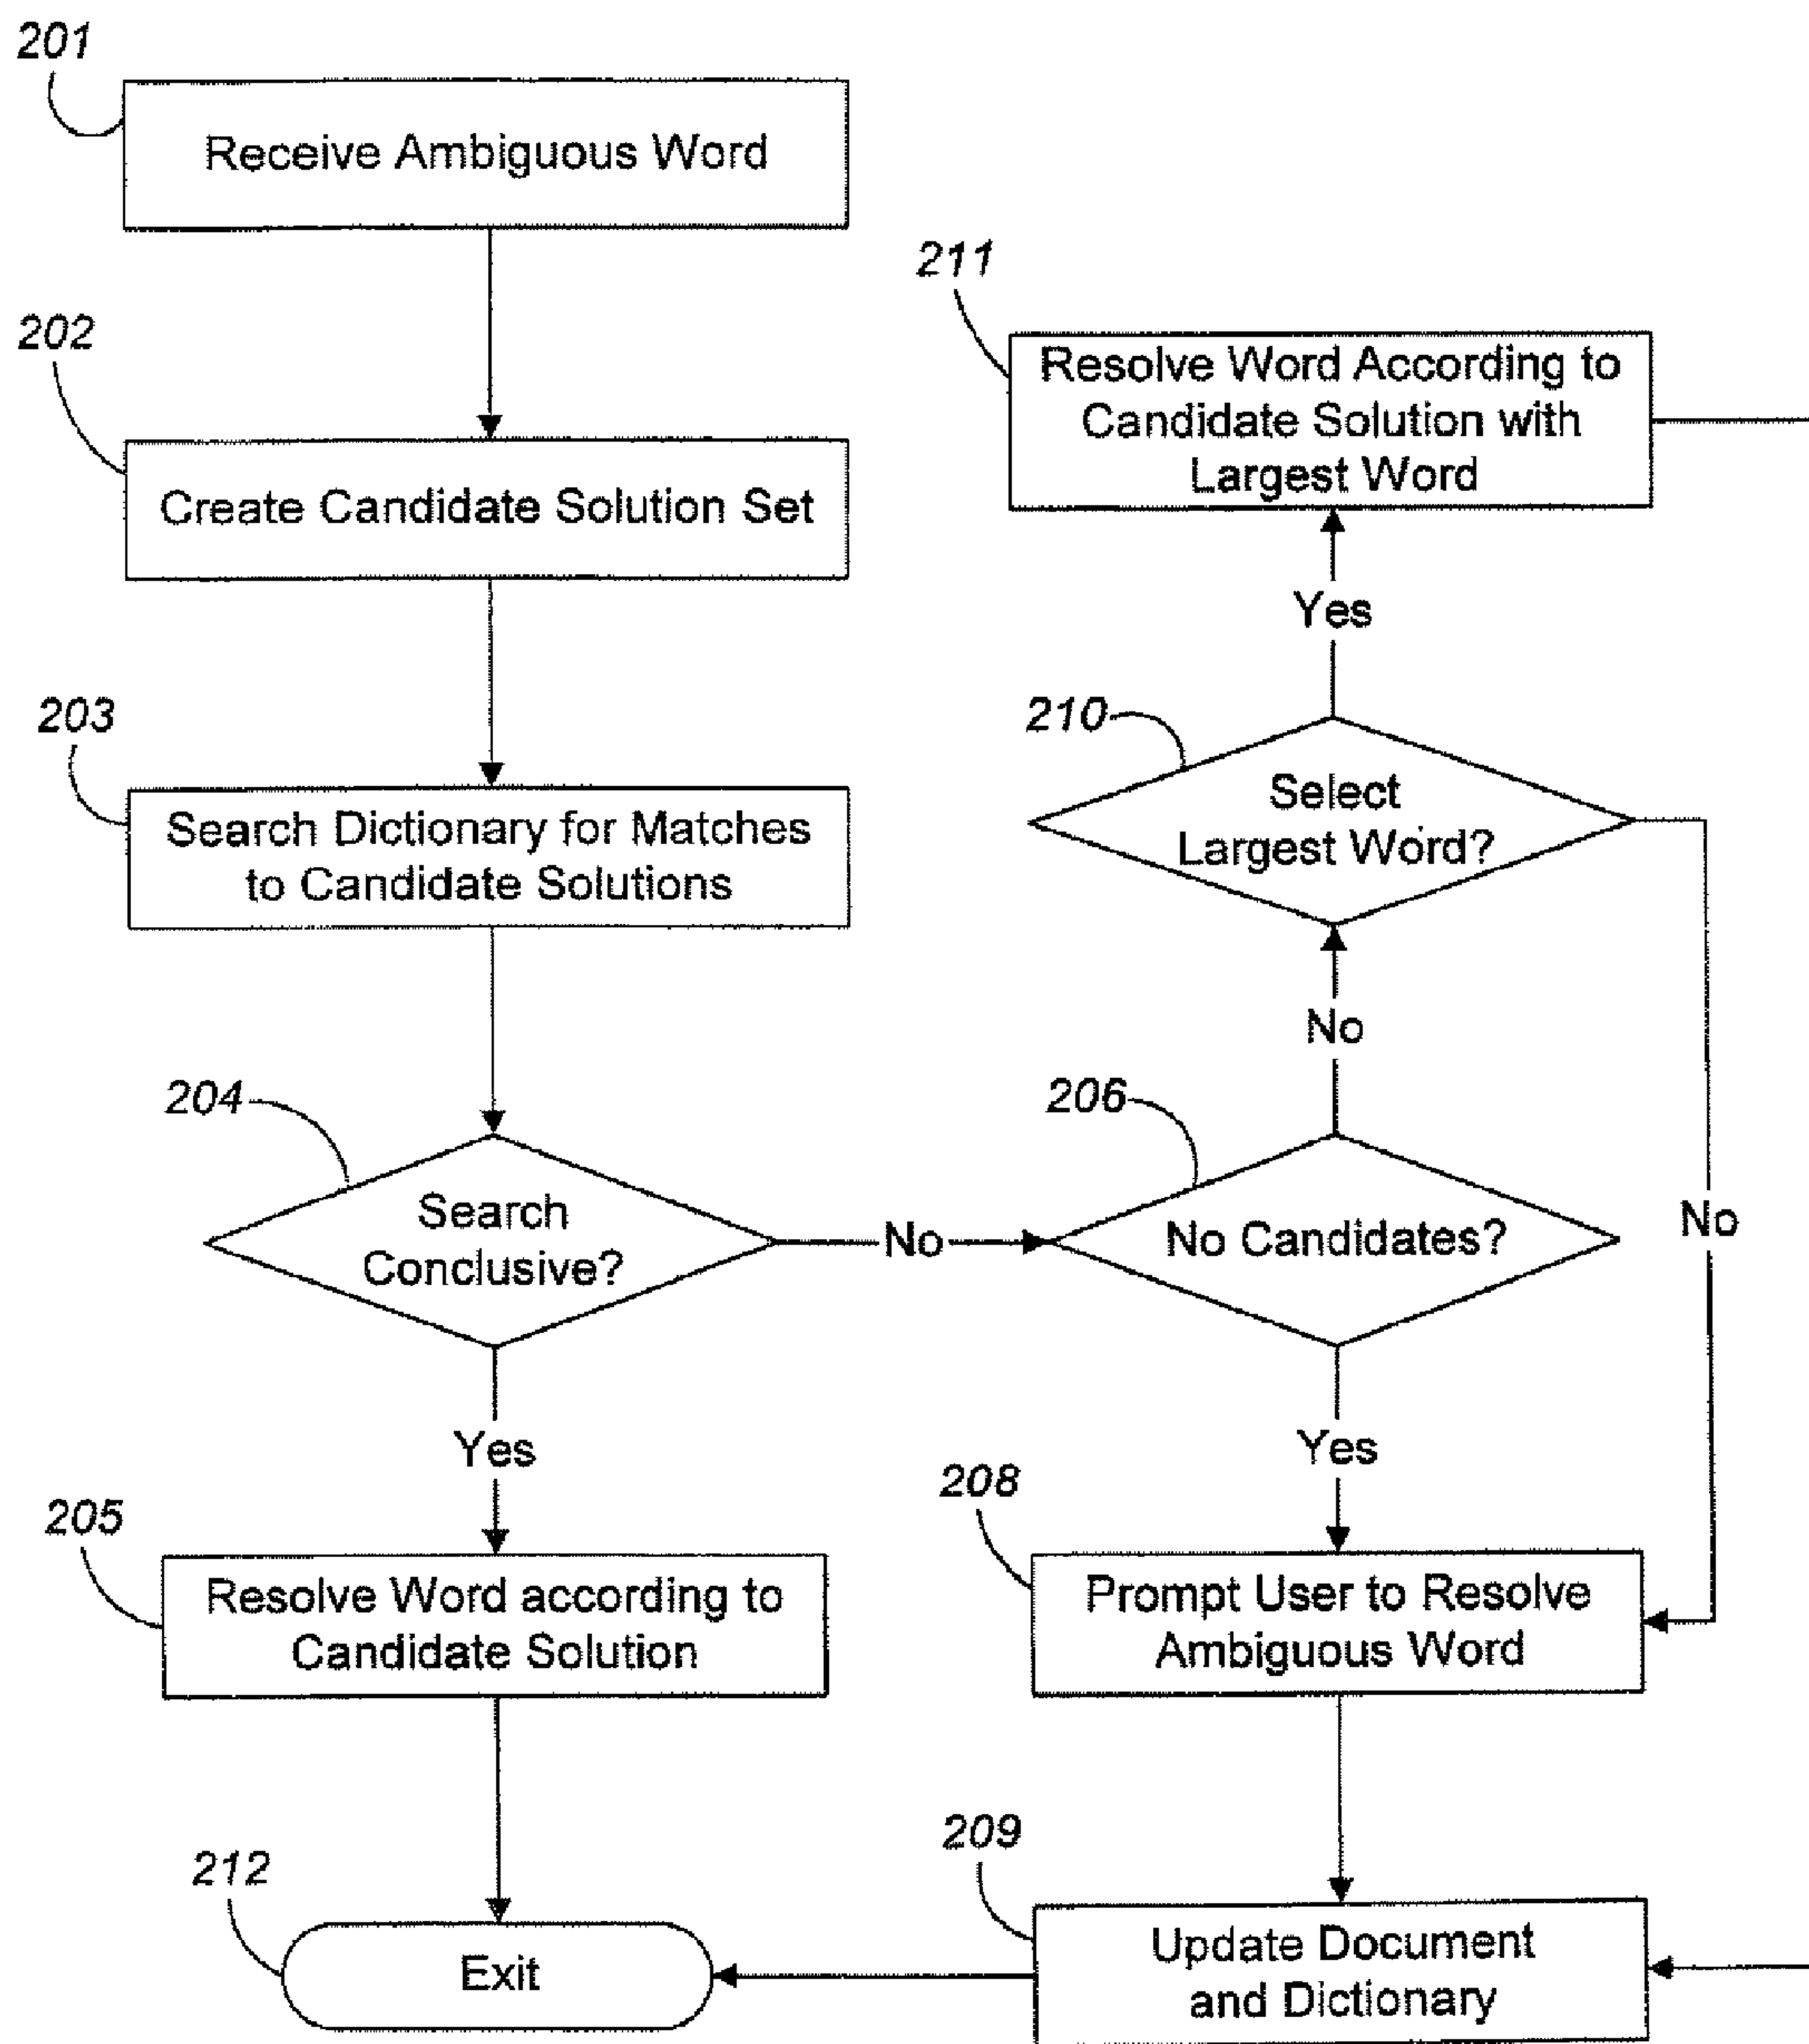 201
Receive Ambiguous Word
202
Create Candidate Solution Set
203
Search Dictionary for Matches
to Candidate Solutions
204
Search
Conclusive?
No
Yes
205
Resolve Word according to
Candidate Solution
212
Exit
211
Resolve Word According to
Candidate Solution with
Largest Word
Yes
210
Select
Largest Word?
No
No
206
No Candidates?
Yes
208
Prompt User to Resolve
Ambiguous Word
209
Update Document
and Dictionary